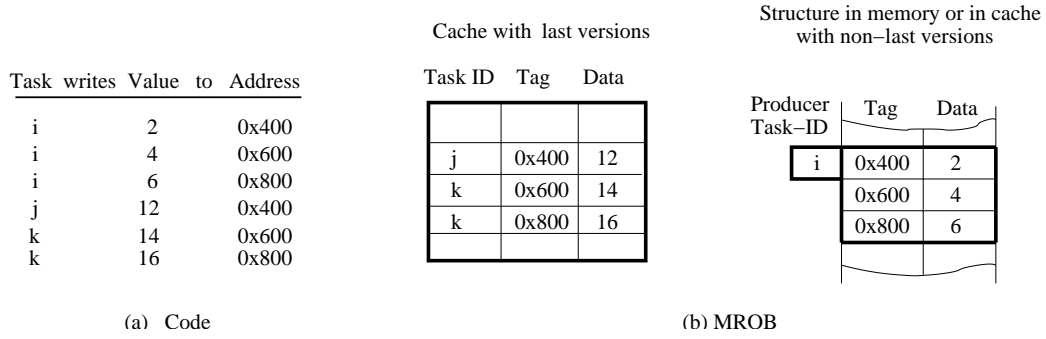 Task writes Value to Address
i 2 0x400
i 4 0x600
i 6 0x800
j 12 0x400
k 14 0x600
k 16 0x800
(a) Code
Cache with last versions
Task ID Tag Data
j 0x400 12
k 0x600 14
k 0x800 16
Structure in memory or in cache
with non−last versions
Producer
Task−ID
Tag Data
i 0x400 2
0x600 4
0x800 6
(b) MROB